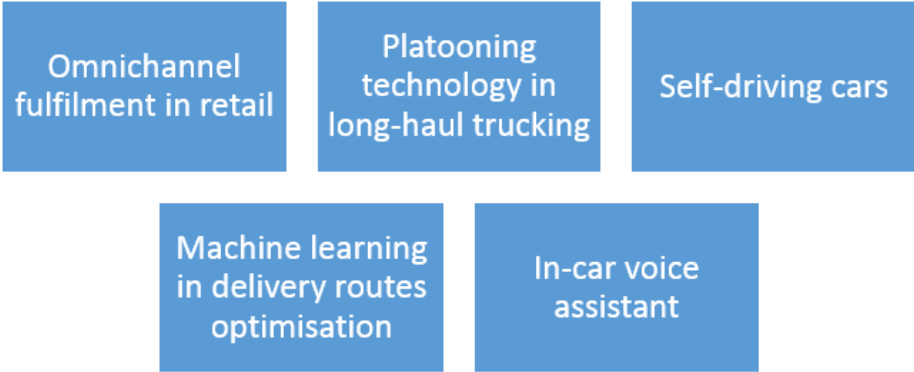 Omnichannel
fulfilment in retail
Platooning
technology in
long-haul trucking
Self-driving cars
Machine learning
in delivery routes
optimisation
In-car voice
assistant